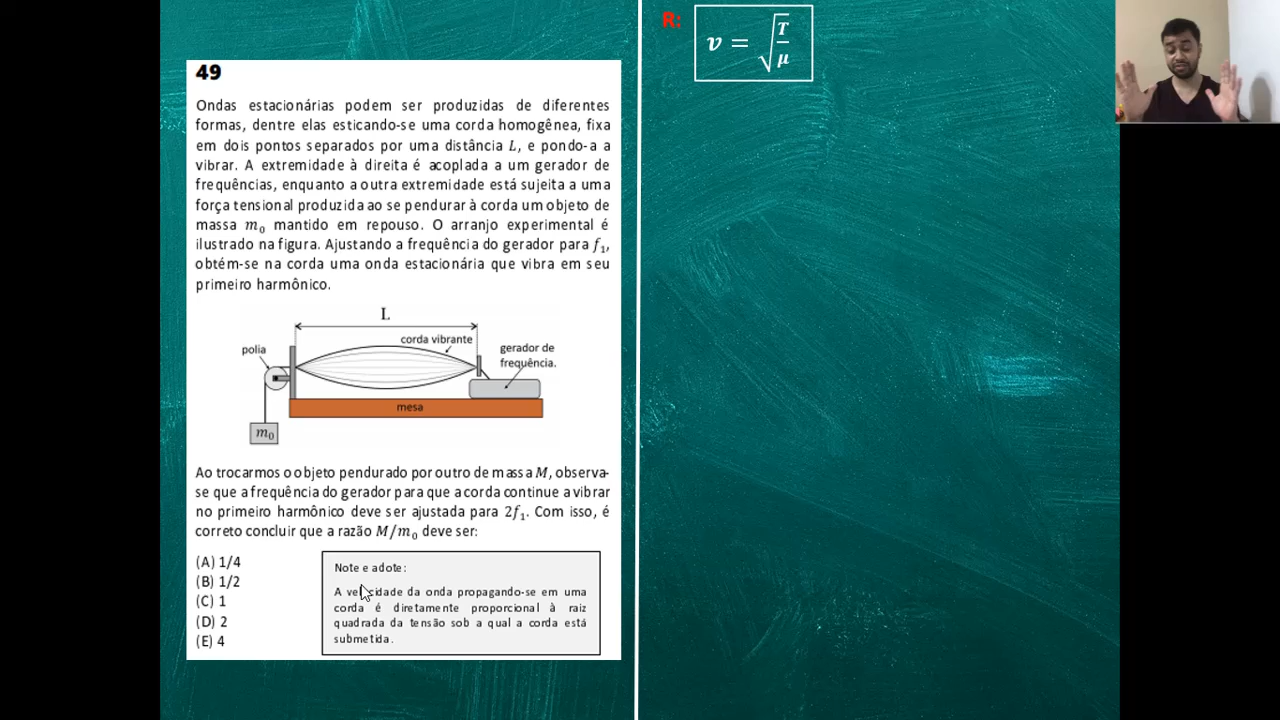 49
Ondas estacionárias podem ser produzidas de diferentes
formas, dentre elas esticando-se uma corda homogênea, fixa
em dois pontos separados por uma distância L, e pondo-a a
vibrar. A extremidade à direita é acoplada a um gerador de
frequências, enquanto a outra extremidade está sujeita a uma
força tensional produzida ao se pendurar à corda um objeto de
massa m₀ mantido em repouso. O arranjo experimental é
ilustrado na figura. Ajustando a frequência do gerador para f₁,
obtém-se na corda uma onda estacionária que vibra em seu
primeiro harmônico.
L
corda vibrante
polia
gerador de
frequência.
mesa
m₀
Ao trocarmos o objeto pendurado por outro de massa M, observa-
se que a frequência do gerador para que a corda continue a vibrar
no primeiro harmônico deve ser ajustada para 2f₁. Com isso, é
correto concluir que a razão M/m₀ deve ser:
(A) 1/4
(B) 1/2
(C) 1
(D) 2
(E) 4
Note e adote:
A velocidade da onda propagando-se em uma
corda é diretamente proporcional à raiz
quadrada da tensão sob a qual a corda está
submetida.
R:
v = √(T/μ)